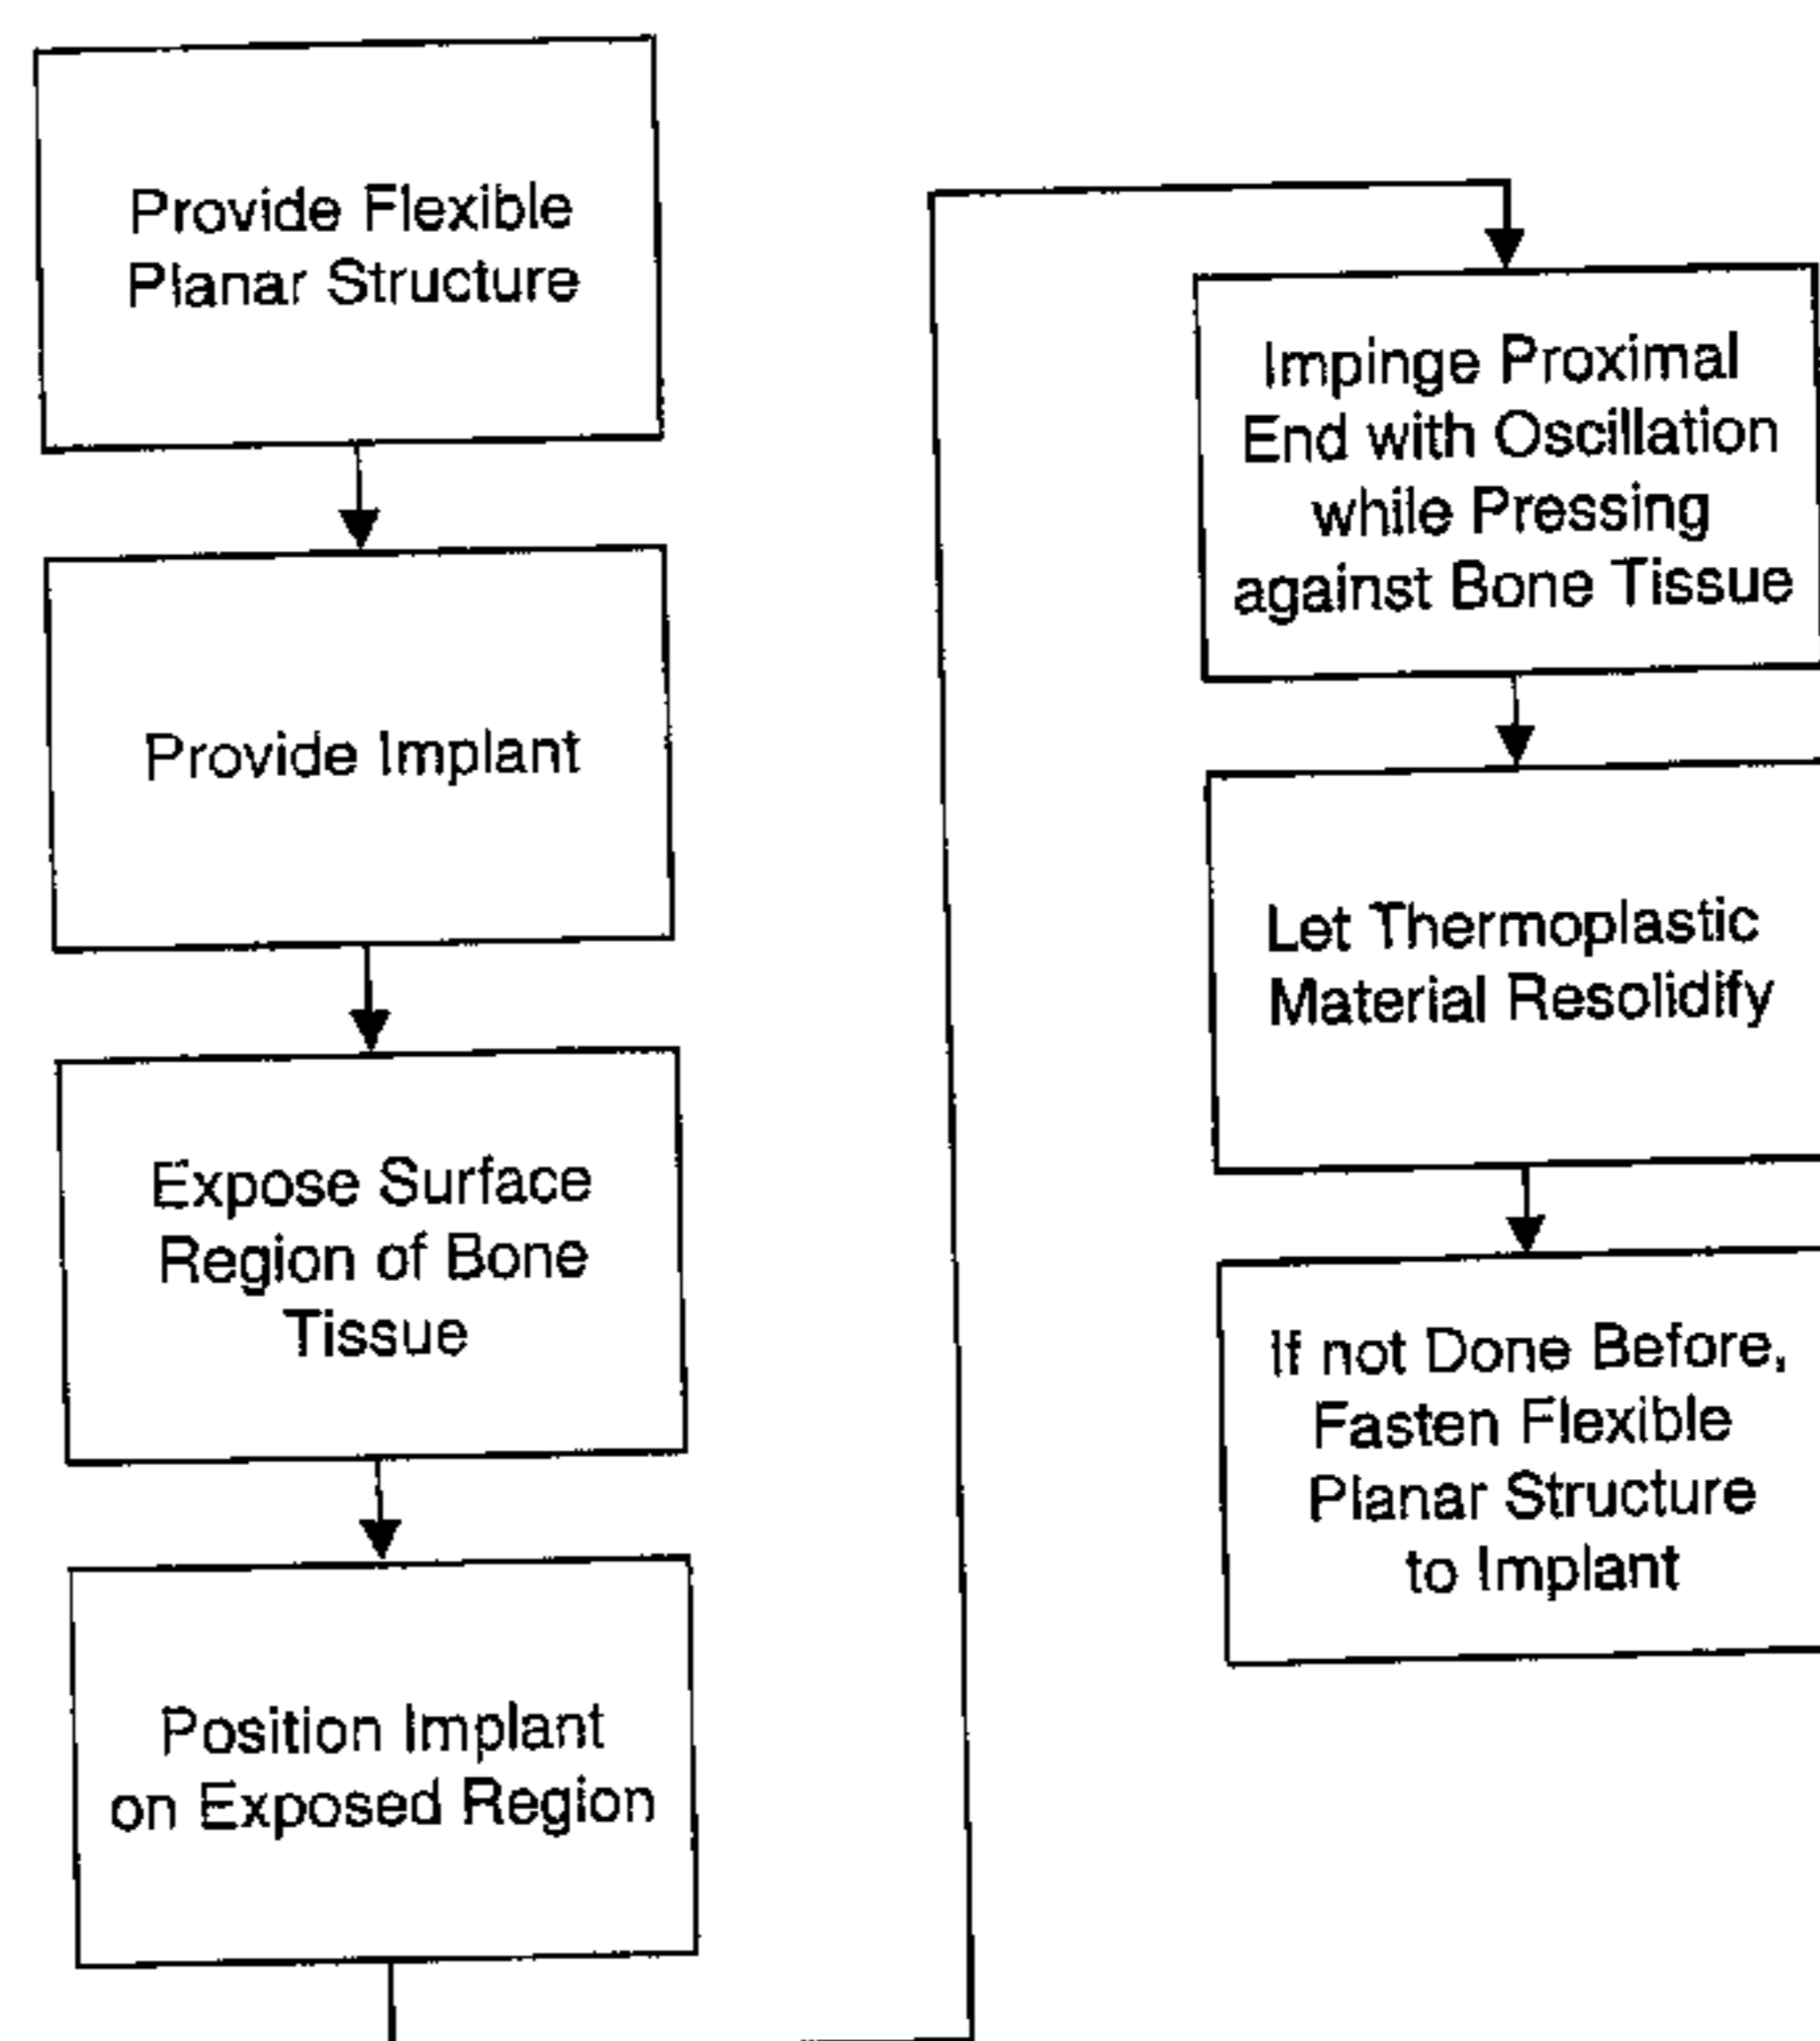 Provide Flexible
Planar Structure
Provide Implant
Expose Surface
Region of Bone
Tissue
Position Implant
on Exposed Region
Impinge Proximal
End with Oscillation
while Pressing
against Bone Tissue
Let Thermoplastic
Material Resolidify
If not Done Before,
Fasten Flexible
Planar Structure
to Implant